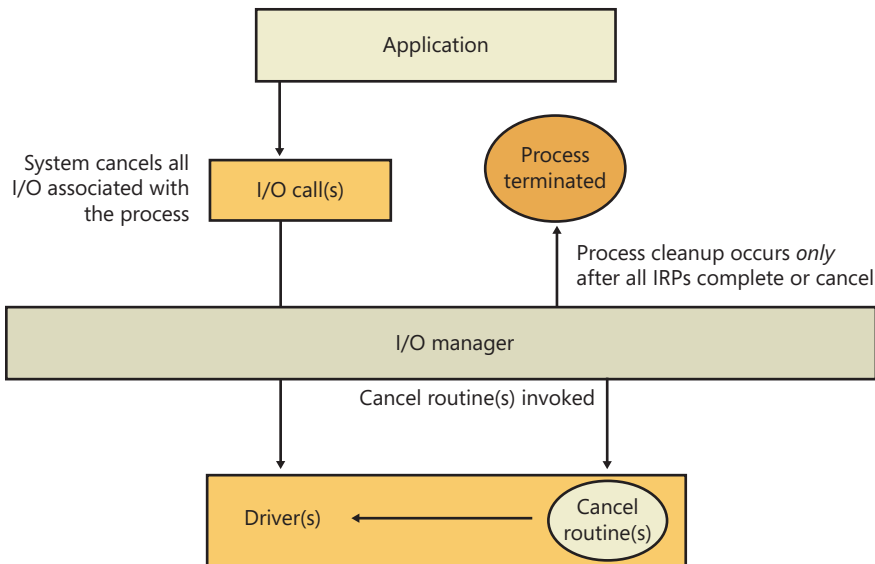 Application
System cancels all
I/O associated with
the process
I/O call(s)
Process
terminated
Process cleanup occurs only
after all IRPs complete or cancel
I/O manager
Cancel routine(s) invoked
Driver(s)
Cancel
routine(s)